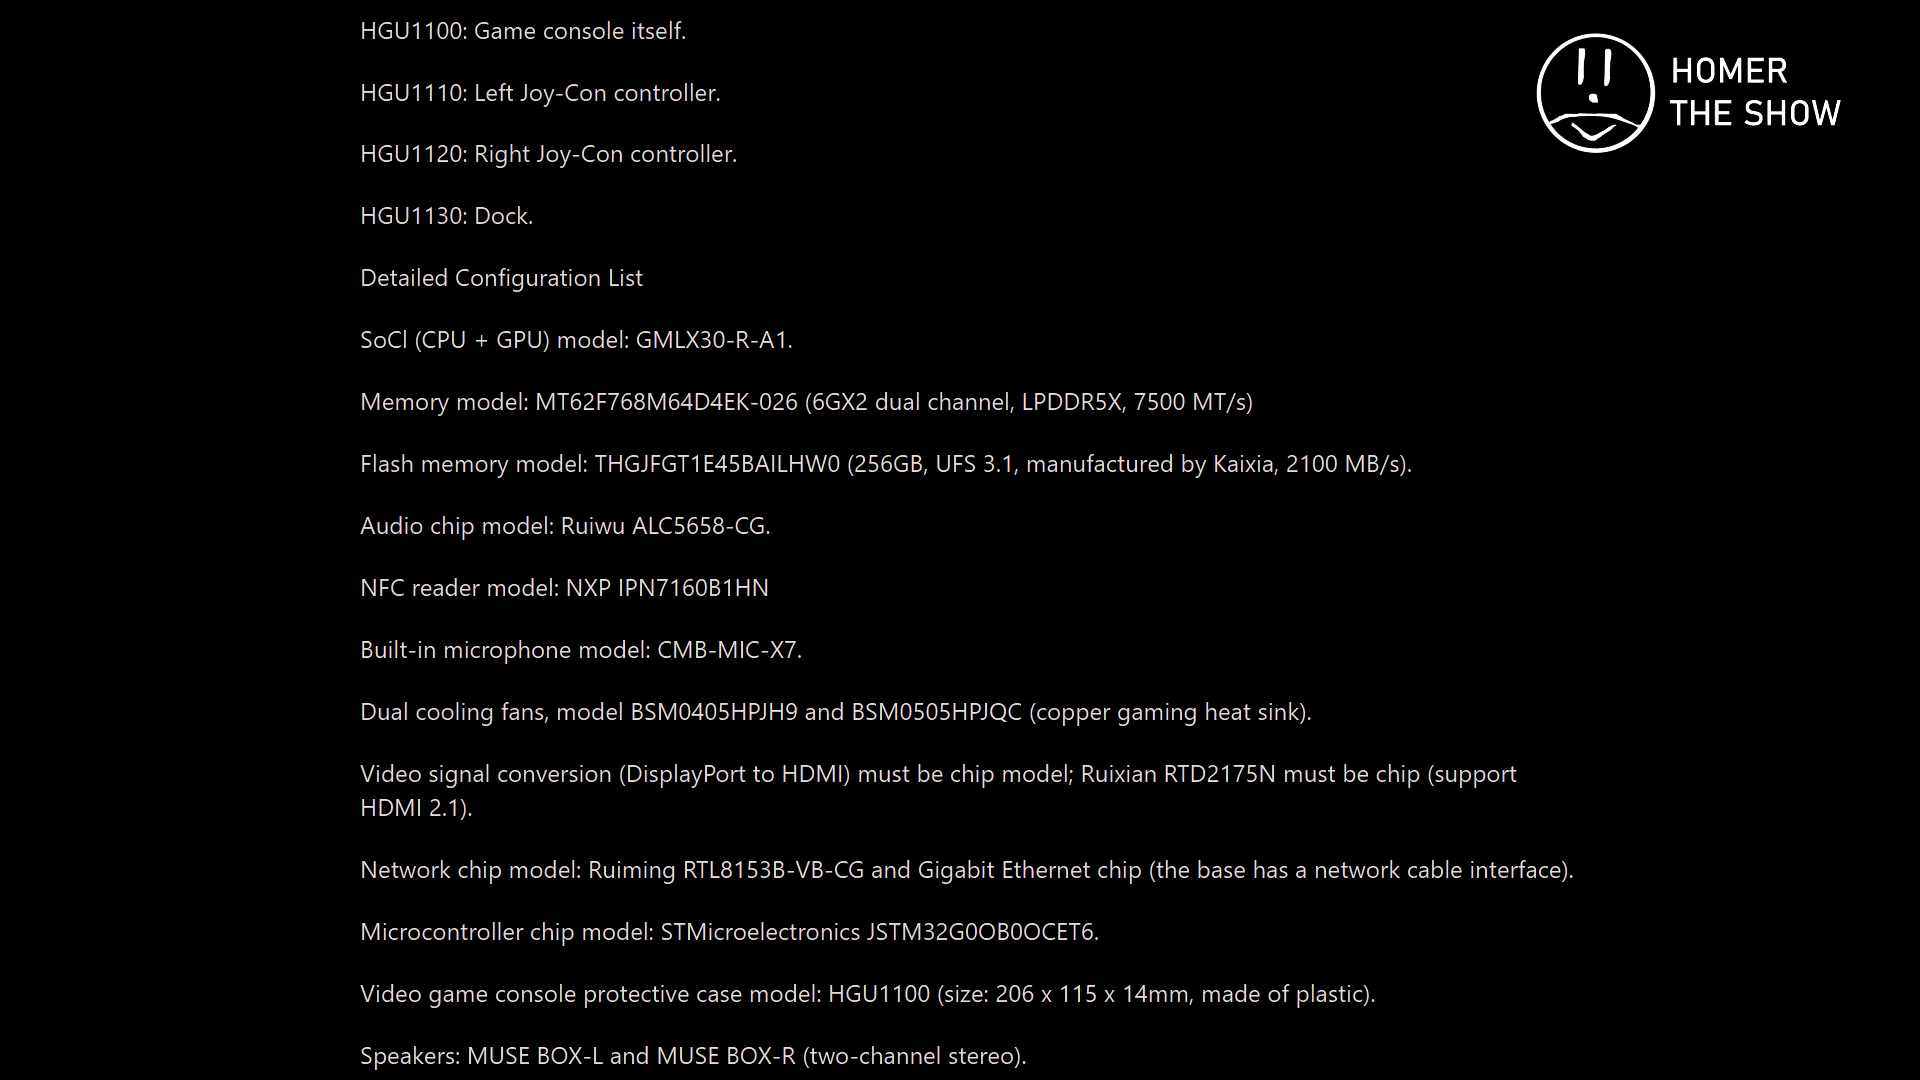 HGU1100: Game console itself.
HOMER
THE SHOW
HGU1110: Left Joy-Con controller.
HGU1120: Right Joy-Con controller.
HGU1130: Dock.
Detailed Configuration List
SoCl (CPU + GPU) model: GMLX30-R-A1.
Memory model: MT62F768M64D4EK-026 (6GX2 dual channel, LPDDR5X, 7500 MT/s)
Flash memory model: THGJFGT1E45BAILHW0 (256GB, UFS 3.1, manufactured by Kaixia, 2100 MB/s).
Audio chip model: Ruiwu ALC5658-CG.
NFC reader model: NXP IPN7160B1HN
Built-in microphone model: CMB-MIC-X7.
Dual cooling fans, model BSM0405HPJH9 and BSM0505HPJQC (copper gaming heat sink).
Video signal conversion (DisplayPort to HDMI) must be chip model; Ruixian RTD2175N must be chip (support
HDMI 2.1).
Network chip model: Ruiming RTL8153B-VB-CG and Gigabit Ethernet chip (the base has a network cable interface).
Microcontroller chip model: STMicroelectronics JSTM32G0OB0OCET6.
Video game console protective case model: HGU1100 (size: 206 x 115 x 14mm, made of plastic).
Speakers: MUSE BOX-L and MUSE BOX-R (two-channel stereo).